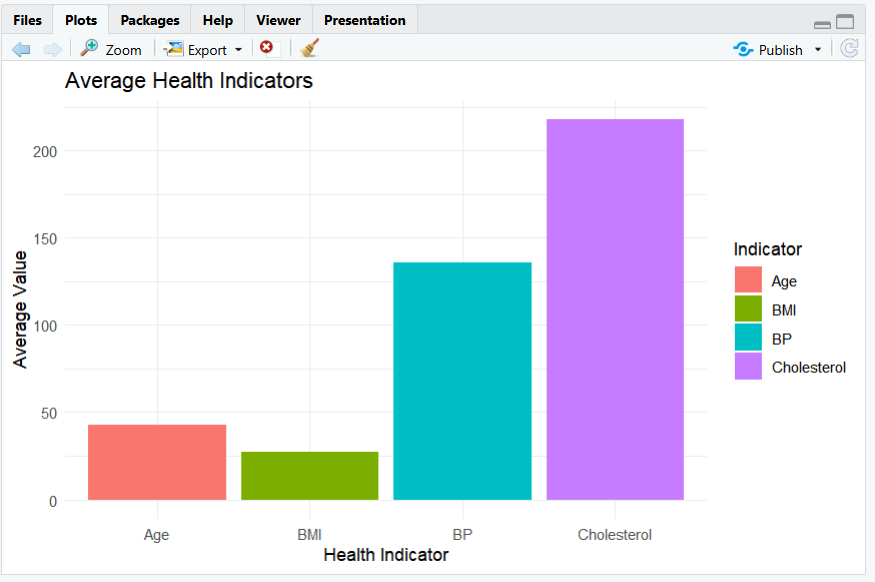 Files Plots Packages Help Viewer Presentation
Zoom Export Publish
Average Health Indicators
200
150
100
50
0
Average Value
Age BMI BP Cholesterol
Health Indicator
Indicator
Age
BMI
BP
Cholesterol